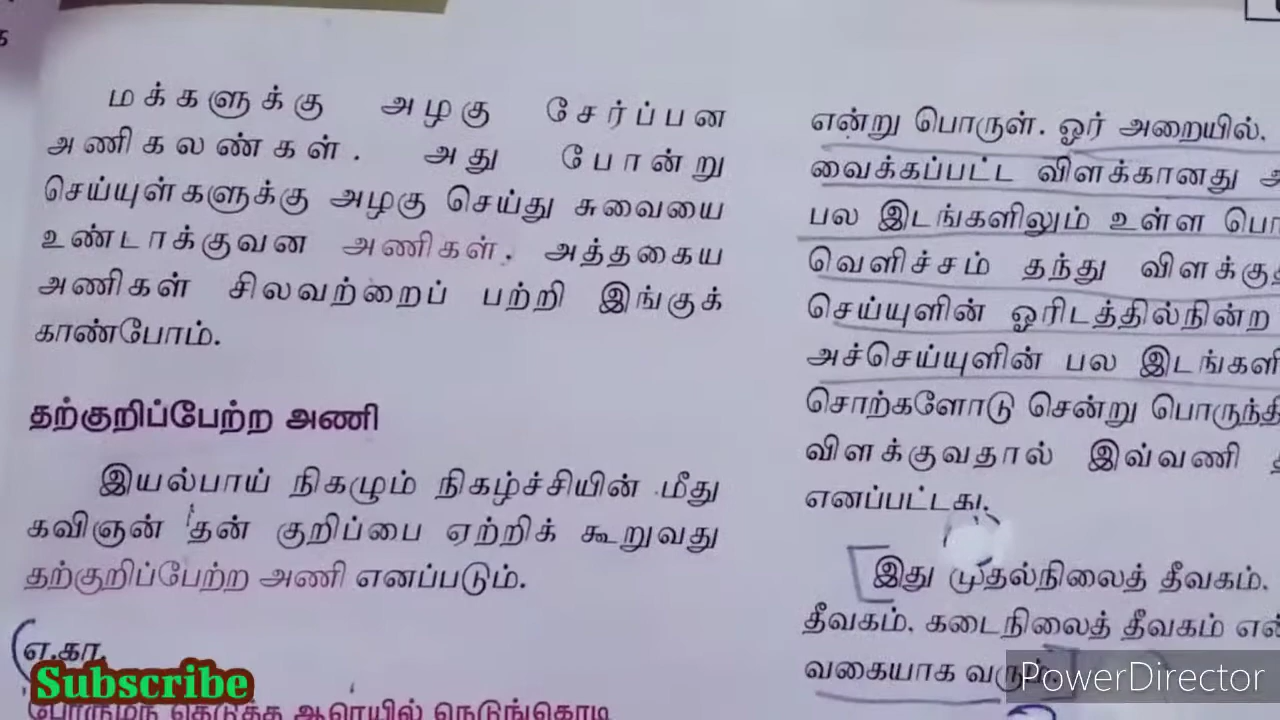 மக்களுக்கு அழகு சேர்ப்பன
அணிகலண்கள். அது போன்று
செய்யுள்களுக்கு அழகு செய்து சுவையை
உண்டாக்குவன அணிகள். அத்தகைய
அணிகள் சிலவற்றைப் பற்றி இங்குக்
காண்போம்.
தற்குறிப்பேற்ற அணி
இயல்பாய் நிகழும் நிகழ்ச்சியின் மீது
கவிஞன் தன் குறிப்பை ஏற்றிக் கூறுவது
தற்குறிப்பேற்ற அணி எனப்படும்.
எ.கா.
போருழந் தெடுத்த ஆரெயில் நெடுங்கொடி
என்று பொருள். ஓர் அறையில்,
வைக்கப்பட்ட விளக்கானது
பல இடங்களிலும் உள்ள
வெளிச்சம் தந்து
செய்யுளின் ஓரிடத்தில்நின்ற
அச்செய்யுளின் பல
சொற்களோடு சென்று
விளக்குவதால் இவ்வணி
எனப்பட்டது.
இது முதல்நிலைத் தீவகம்,
தீவகம், கடைநிலைத் தீவகம்
வகையாக வரும்.
Subscribe
PowerDirector